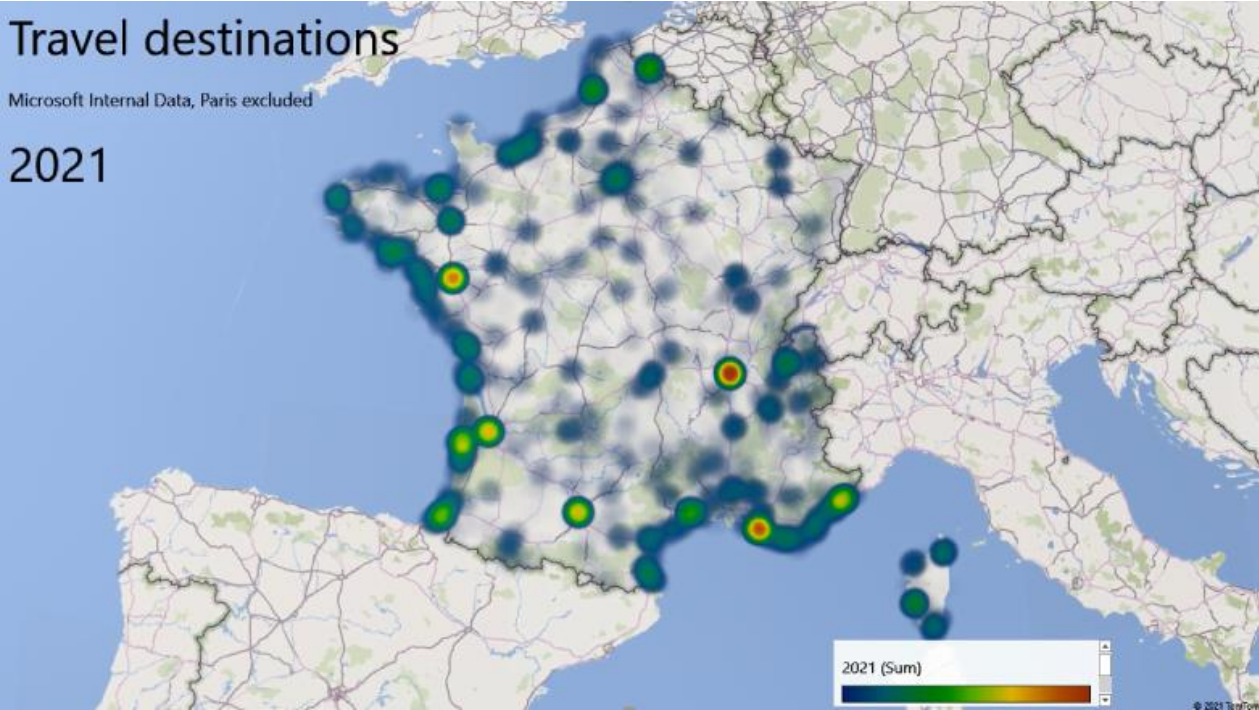 Travel destinations
Microsoft Internal Data, Paris excluded
2021
2021 (Sum)